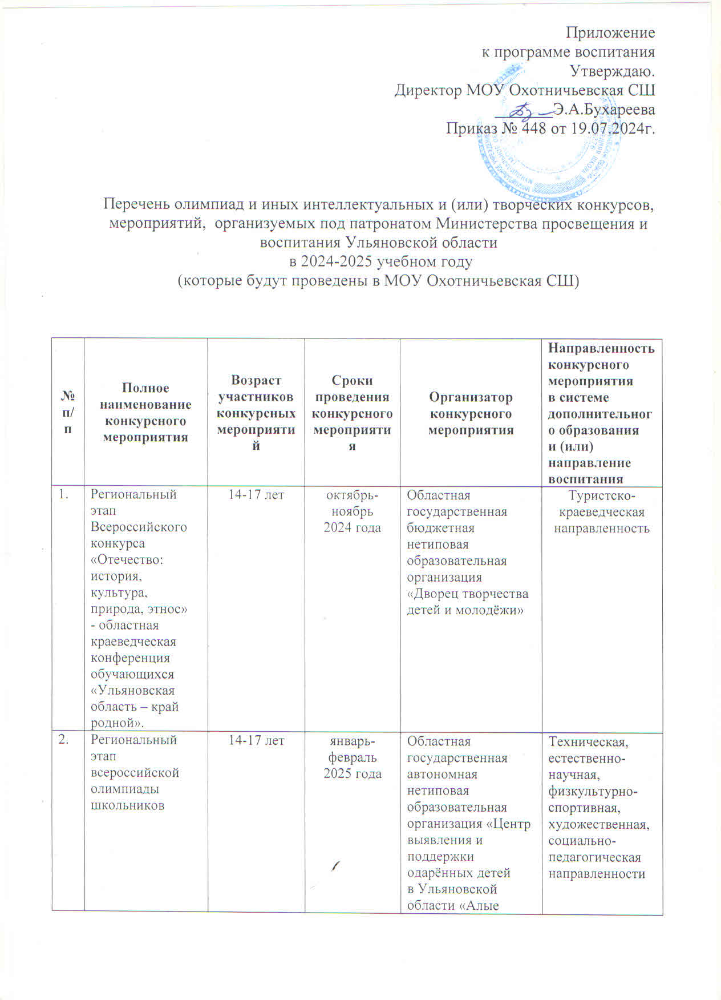 Приложение
к программе воспитания
Утверждаю.
Директор МОУ Охотничьевская СШ
Э.А.Бухареева
Приказ № 448 от 19.07.2024г.
Перечень олимпиад и иных интеллектуальных и (или) творческих конкурсов,
мероприятий, организуемых под патронатом Министерства просвещения и
воспитания Ульяновской области
в 2024-2025 учебном году
(которые будут проведены в МОУ Охотничьевская СШ)
№
п/
п
Полное
наименование
конкурсного
мероприятия
Возраст
участников
конкурсных
мероприяти
й
Сроки
проведения
конкурсного
мероприяти
я
Организатор
конкурсного
мероприятия
Направленность
конкурсного
мероприятия
в системе
дополнительног
о образования
и (или)
направление
воспитания
1.
Региональный
этап
Всероссийского
конкурса
«Отечество:
история,
культура,
природа, этнос»
- областная
краеведческая
конференция
обучающихся
«Ульяновская
область – край
родной».
14-17 лет
октябрь-
ноябрь
2024 года
Областная
государственная
бюджетная
нетиповая
образовательная
организация
«Дворец творчества
детей и молодёжи»
Туристско-
краеведческая
направленность
2.
Региональный
этап
всероссийской
олимпиады
школьников
14-17 лет
январь-
февраль
2025 года
Областная
государственная
автономная
нетиповая
образовательная
организация «Центр
выявления и
поддержки
одарённых детей
в Ульяновской
области «Алые
Техническая,
естественно-
научная,
физкультурно-
спортивная,
художественная,
социально-
педагогическая
направленности